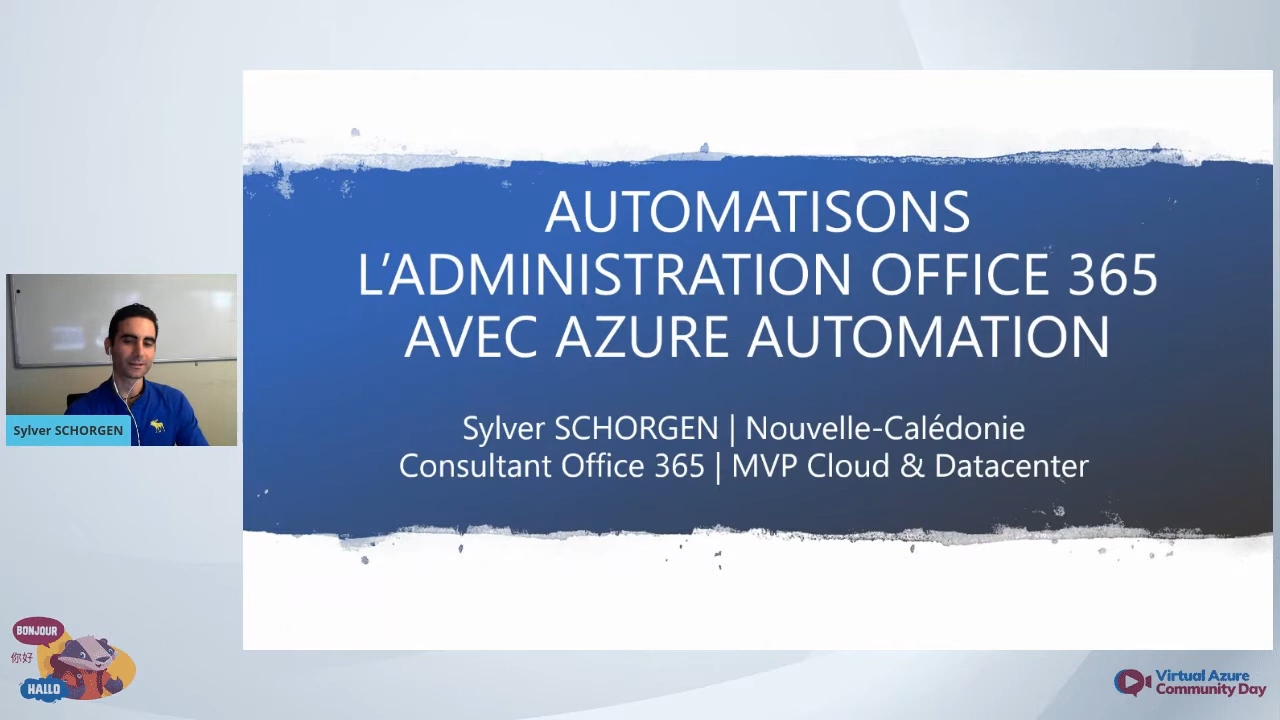 AUTOMATISONS
L’ADMINISTRATION OFFICE 365
AVEC AZURE AUTOMATION
Sylver SCHORGEN | Nouvelle-Calédonie
Consultant Office 365 | MVP Cloud & Datacenter
Sylver SCHORGEN
BONJOUR
你好
HALLO
Virtual Azure
Community Day